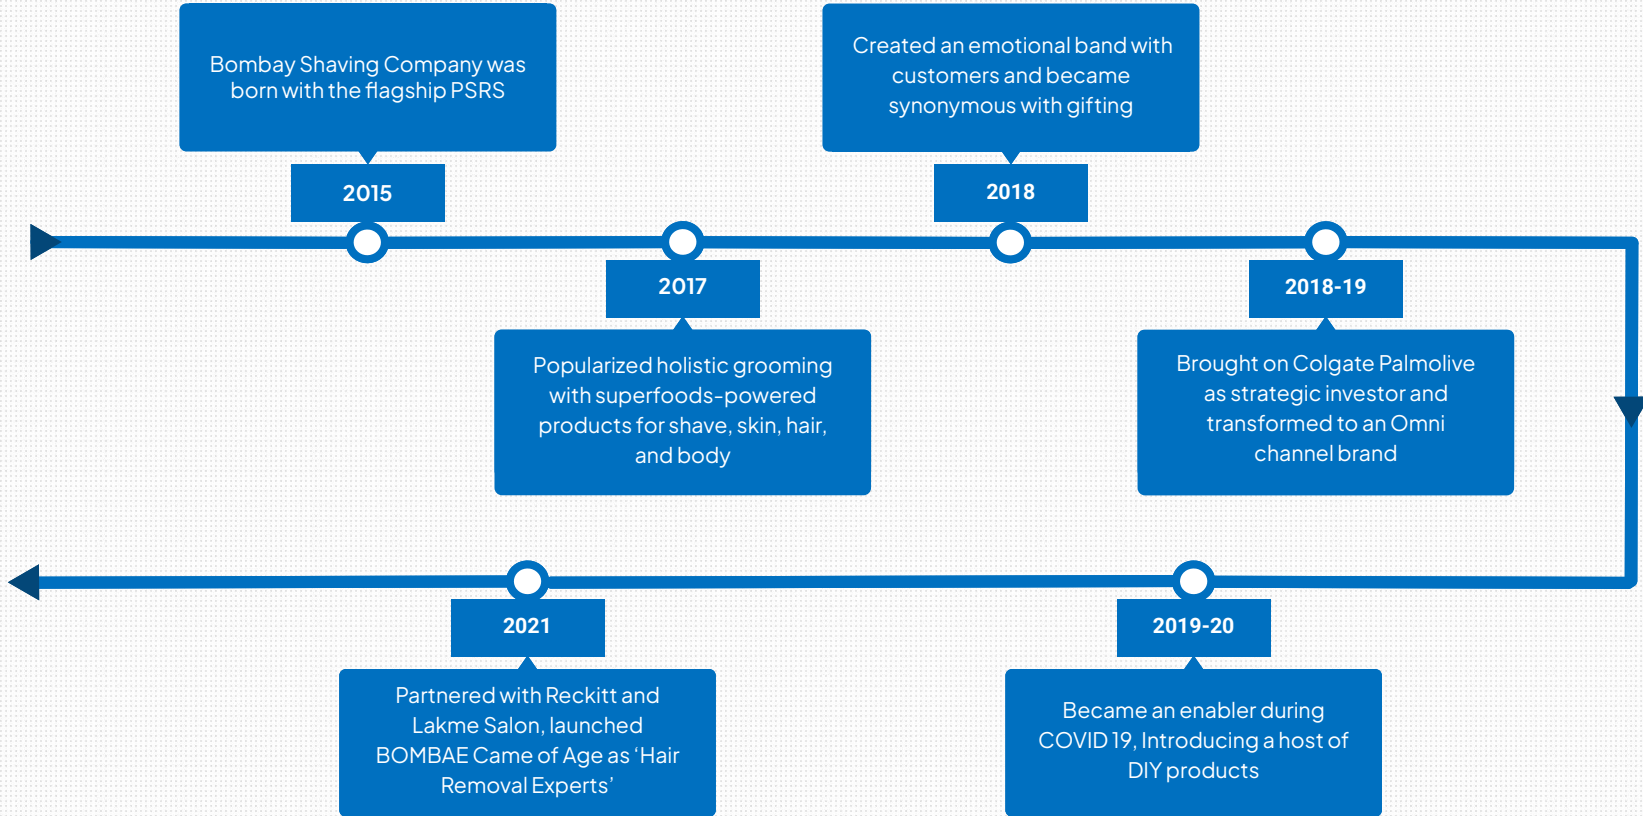 Bombay Shaving Company was
born with the flagship PSRS
2015
2017
Popularized holistic grooming
with superfoods-powered
products for shave, skin, hair,
and body
Created an emotional band with
customers and became
synonymous with gifting
2018
2018-19
Brought on Colgate Palmolive
as strategic investor and
transformed to an Omni
channel brand
2019-20
Became an enabler during
COVID 19, Introducing a host of
DIY products
2021
Partnered with Reckitt and
Lakme Salon, launched
BOMBAE Came of Age as ‘Hair
Removal Experts’